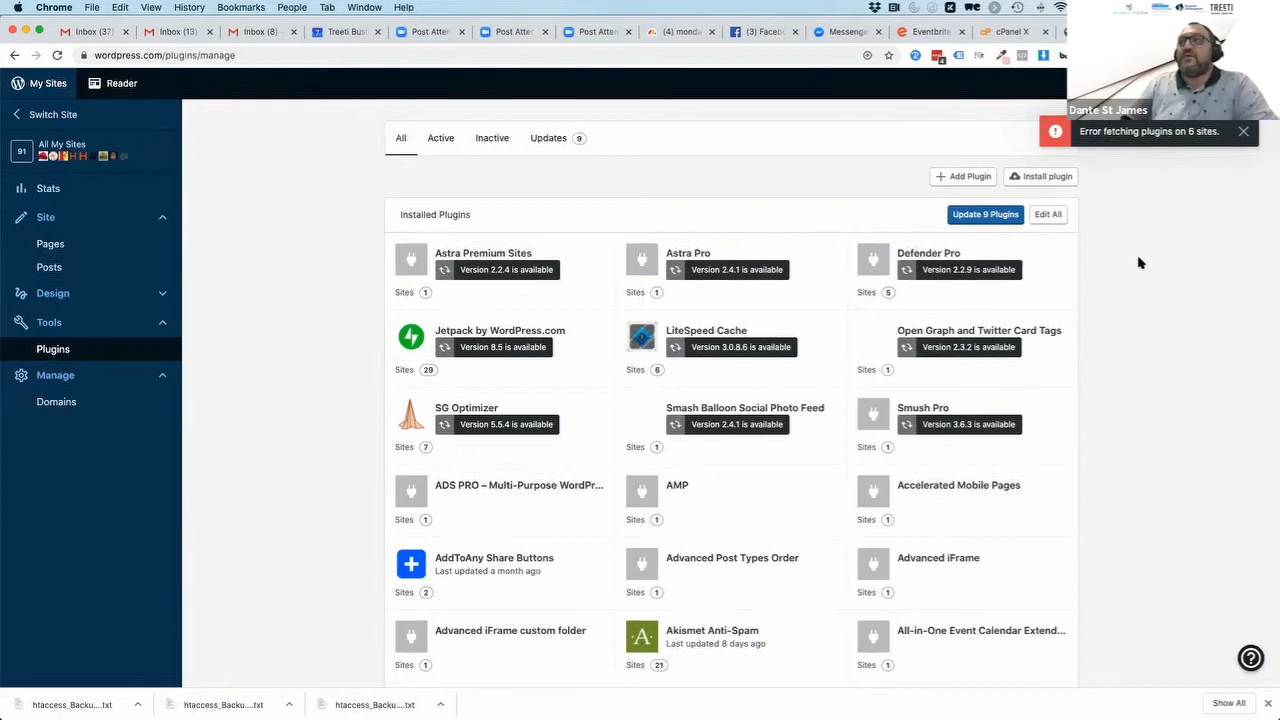 Chrome File Edit View History Bookmarks People Tab Window Help
TREETI
Inbox (37) Inbox (13) Inbox (8) Treeti Busi Post Atten Post Atten Post Atten (4) monda Faceboo Messenge Eventbrite cPanel X
wordpress.com/plugins/manage
4
My Sites Reader
Dante St James
Switch Site
Error fetching plugins on 6 sites.
All Active Inactive Updates 9
91 All My Sites
Add Plugin Install plugin
Stats
Site
Installed Plugins Update 9 Plugins Edit All
Pages
Posts
Design
Tools
Plugins
Manage
Domains
Astra Premium Sites
Version 2.2.4 is available
Sites 1
Astra Pro
Version 2.4.1 is available
Sites 1
Defender Pro
Version 2.2.9 is available
Sites 5
Jetpack by WordPress.com
Version 8.5 is available
Sites 29
LiteSpeed Cache
Version 3.0.8.6 is available
Sites 6
Open Graph and Twitter Card Tags
Version 2.3.2 is available
Sites 1
SG Optimizer
Version 5.5.4 is available
Sites 7
Smash Balloon Social Photo Feed
Version 2.4.1 is available
Sites 1
Smush Pro
Version 3.6.3 is available
Sites 1
ADS PRO – Multi-Purpose WordPr...
Sites 1
AMP
Sites 1
Accelerated Mobile Pages
Sites 1
AddToAny Share Buttons
Last updated a month ago
Sites 2
Advanced Post Types Order
Sites 1
Advanced iFrame
Sites 1
Advanced iFrame custom folder
Sites 1
Akismet Anti-Spam
Last updated 8 days ago
Sites 21
All-in-One Event Calendar Extend...
Sites 1
htaccess_Backu....txt htaccess_Backu....txt htaccess_Backu....txt Show All